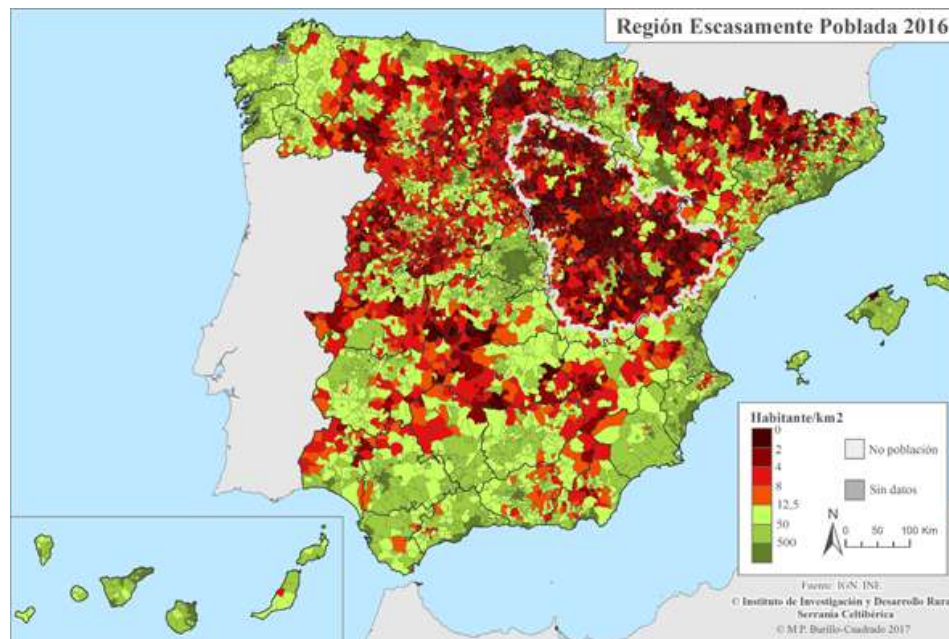 Región Escasamente Poblada 2016
Habitante/km2
0
2
4
8
12,5
50
500
No población
Sin datos
N
0 50 100 Km
Fuente: IGN. INE
© Instituto de Investigación y Desarrollo Rural
Serranía Celtibérica
© M P. Burillo-Cuadrado 2017